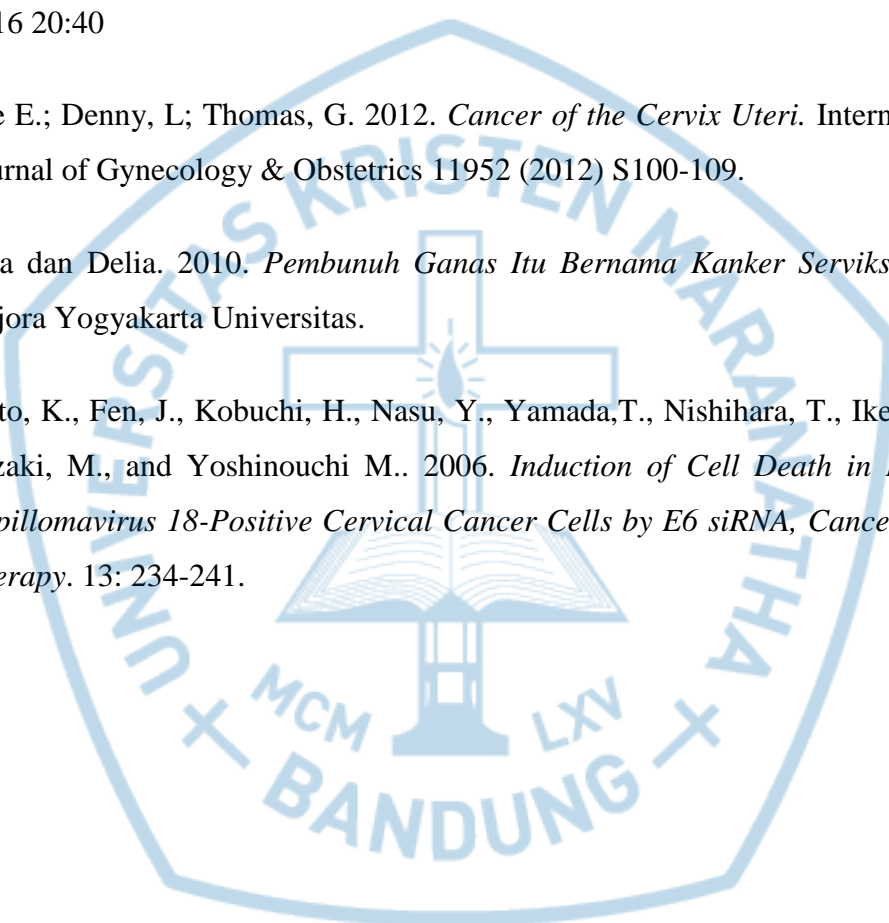 16 20:40
e E.; Denny, L; Thomas, G. 2012. Cancer of the Cervix Uteri. Intern
urnal of Gynecology & Obstetrics 11952 (2012) S100-109.
a dan Delia. 2010. Pembunuh Ganas Itu Bernama Kanker Serviks
jora Yogyakarta Universitas.
to, K., Fen, J., Kobuchi, H., Nasu, Y., Yamada,T., Nishihara, T., Ike
zaki, M., and Yoshinouchi M.. 2006. Induction of Cell Death in
pillomavirus 18-Positive Cervical Cancer Cells by E6 siRNA, Cance
erapy. 13: 234-241.
UNIVERSITAS KRISTEN MARANATHA
MCM LXV
BANDUNG